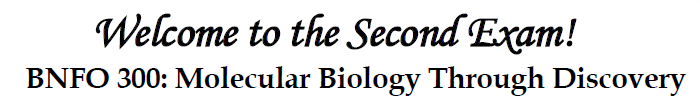 Welcome to the Second Exam!
BNFO 300: Molecular Biology Through Discovery